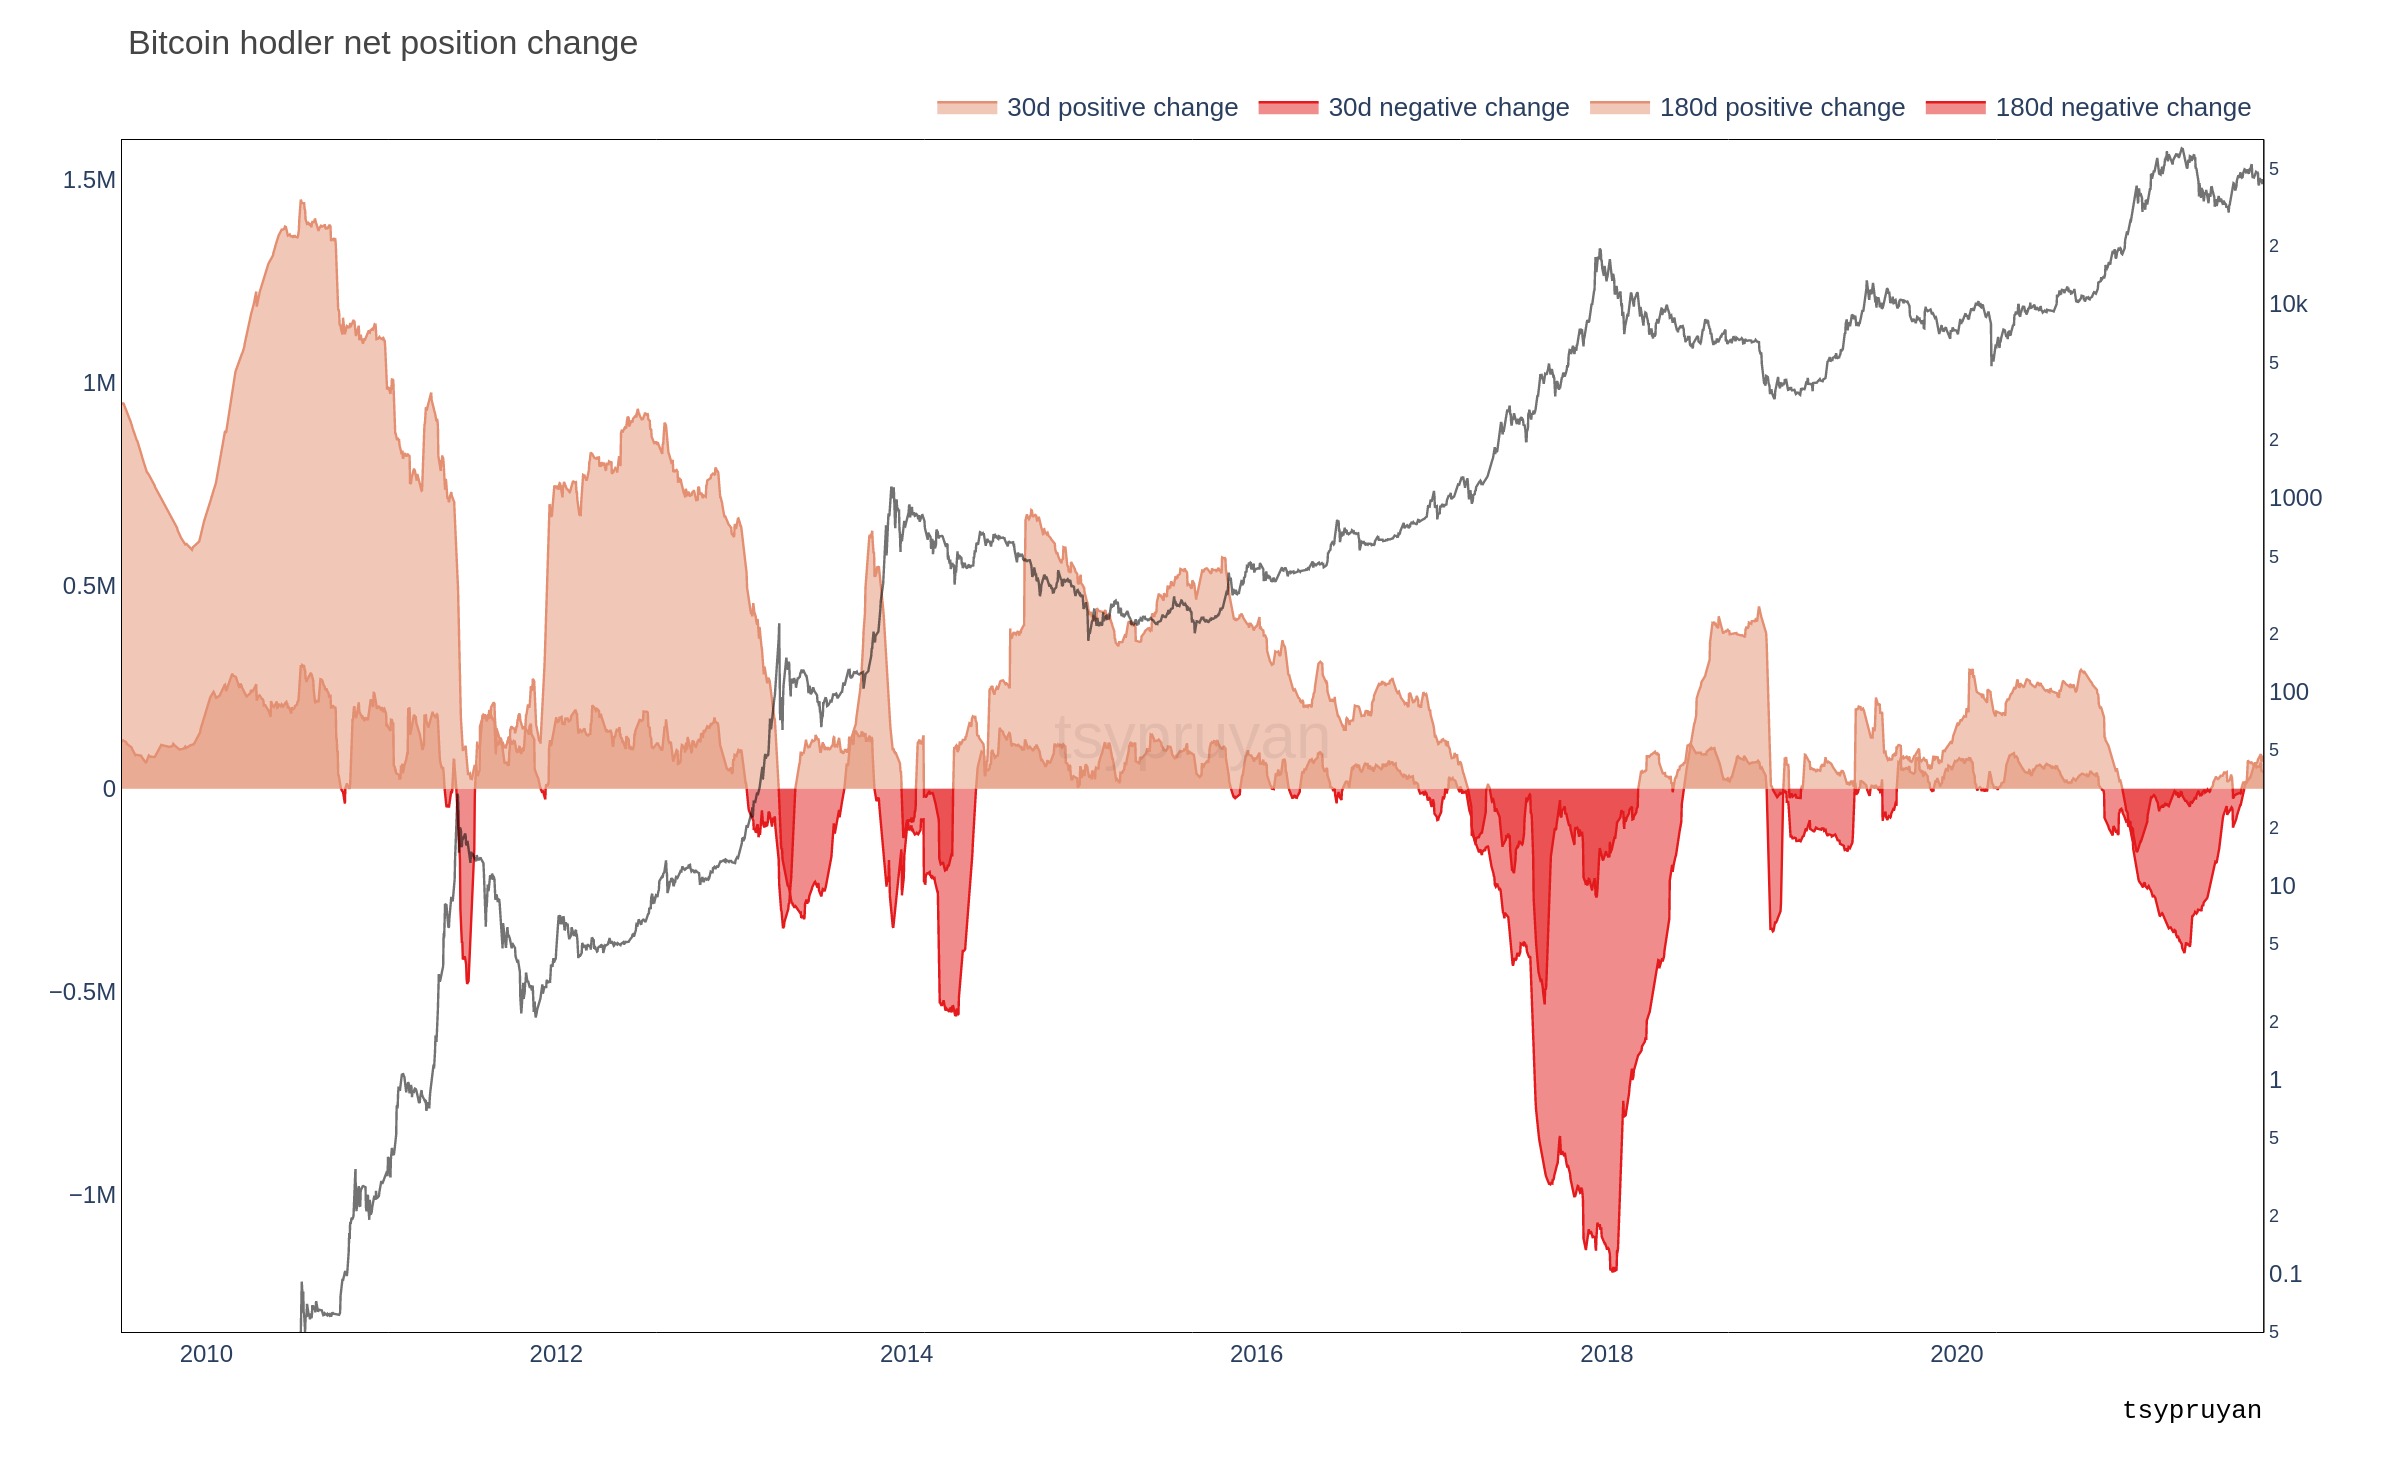 Bitcoin hodler net position change
30d positive change 30d negative change 180d positive change 180d negative change
1.5M
1M
0.5M
0
−0.5M
−1M
5
2
10k
5
2
1000
5
2
100
5
2
10
5
2
1
5
2
0.1
5
tsypruyan
2010 2012 2014 2016 2018 2020
tsypruyan